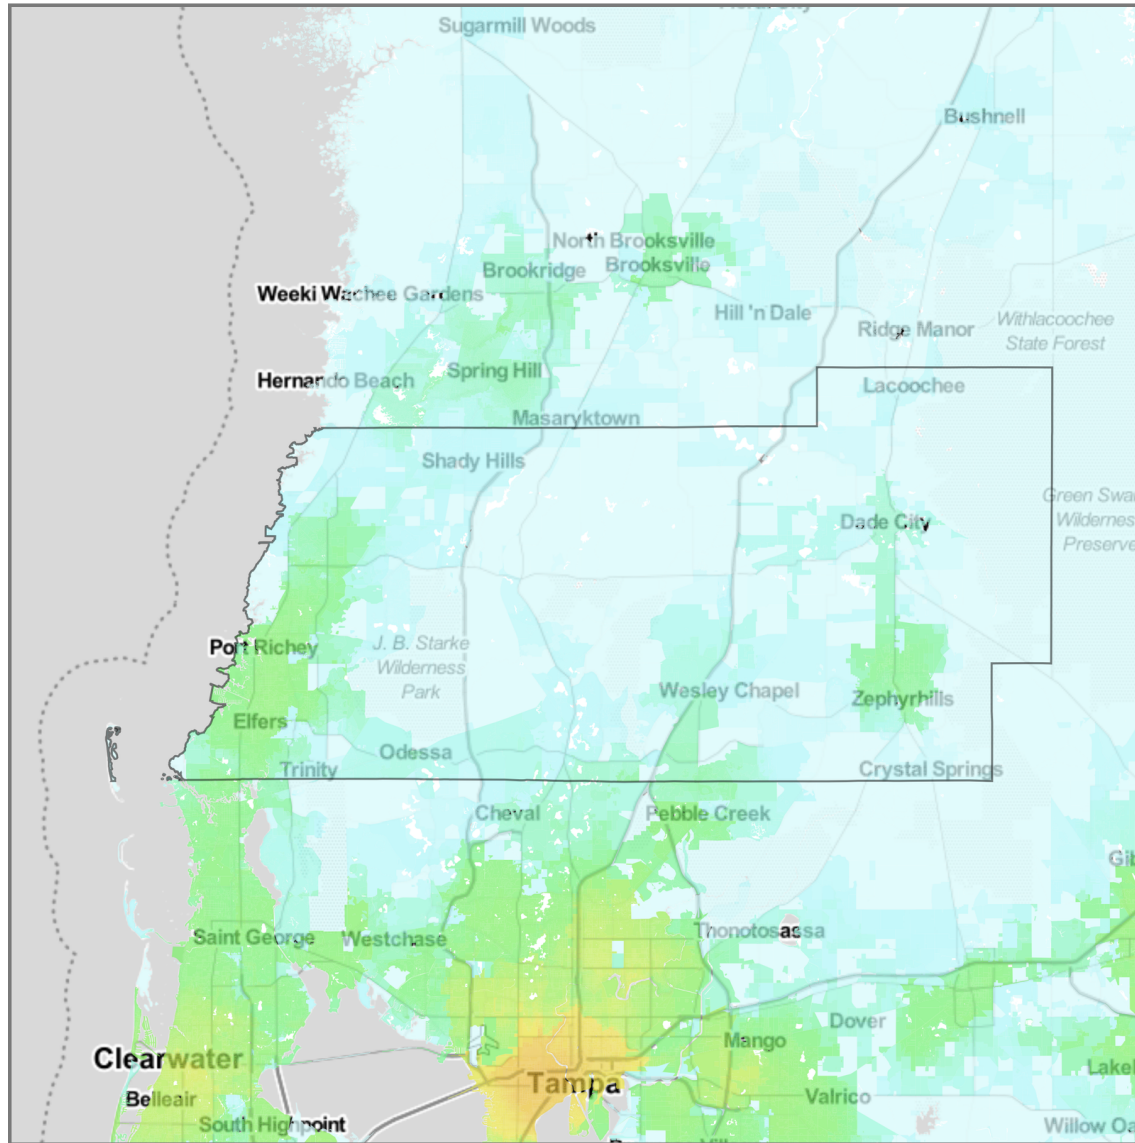 Sugarmill Woods
Bushnell
North Brooksville
Brooksville
Brookridge
Weeki Wachee Gardens
Hill 'n Dale
Ridge Manor
Withlacoochee
State Forest
Spring Hill
Hernando Beach
Lacoochee
Masaryktown
Shady Hills
Green Swa
Wilderness
Preserve
Dade City
Port Richey
J. B. Starke
Wilderness
Park
Wesley Chapel
Zephyrhills
Elfers
Odessa
Trinity
Crystal Springs
Cheval
Pebble Creek
Gib
Saint George
Westchase
Thonotosassa
Dover
Mango
Clearwater
Lakel
Tampa
Belleair
Valrico
South Highpoint
Willow Oa